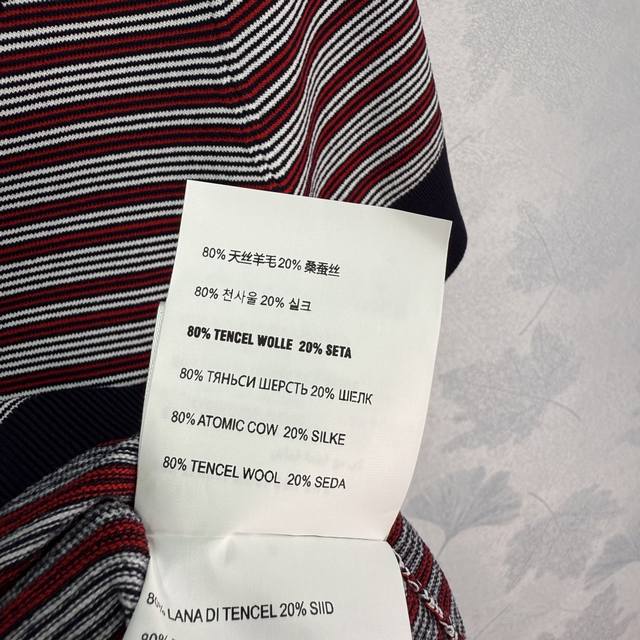 80% 天丝羊毛 20% 桑蚕丝
80% 천사울 20% 실크
80% TENCEL WOLLE 20% SETA
80% ТЯНЬСИ ШЕРСТЬ 20% ШЕЛК
80% ATOMIC COW 20% SILKE
80% TENCEL WOOL 20% SEDA
80% LANA DI TENCEL 20% SIID
80%